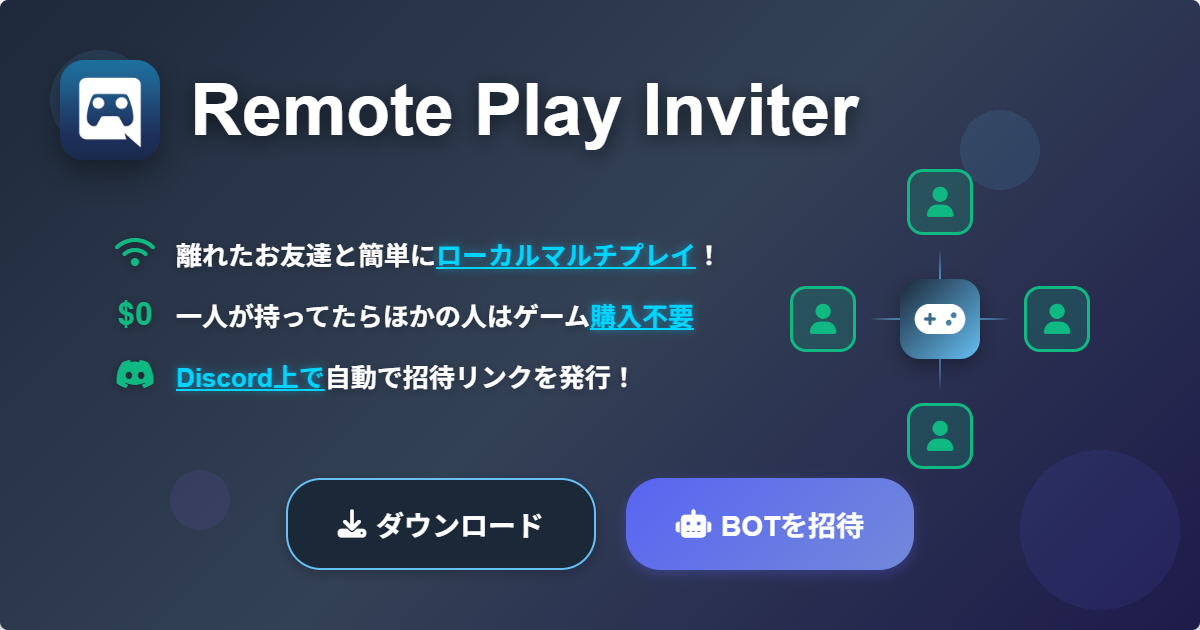 Remote Play Inviter
離れたお友達と簡単にローカルマルチプレイ！
$0 一人が持ってたらほかの人はゲーム購入不要
Discord上で自動で招待リンクを発行！
ダウンロード
BOTを招待